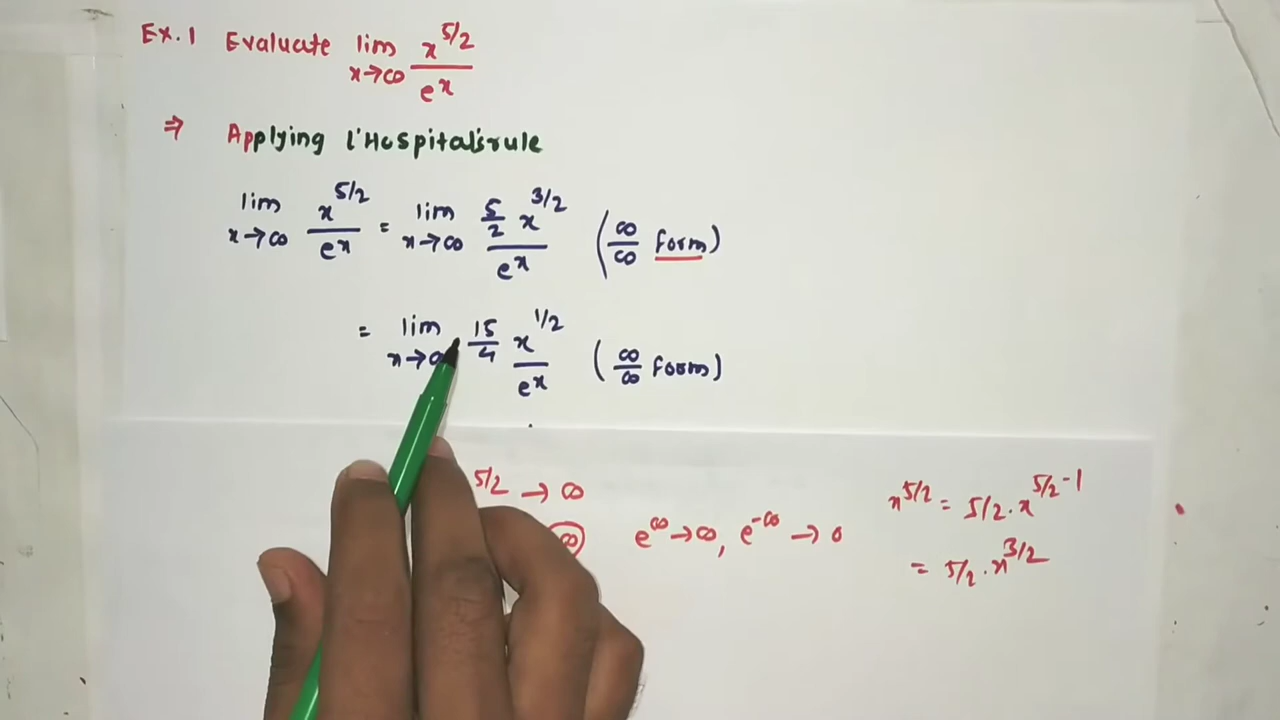 Ex.1 Evaluate lim x→∞ x^5/2 / e^x
⇒ Applying l'Hospital's rule
lim x→∞ x^5/2 / e^x = lim x→∞ 5/2 x^3/2 / e^x (∞/∞ form)
= lim x→∞ 15/4 x^1/2 / e^x (∞/∞ form)
5/2 → ∞
∞ e^∞ → ∞, e^-∞ → 0
x^5/2 = 5/2 · x^5/2-1
= 5/2 · x^3/2